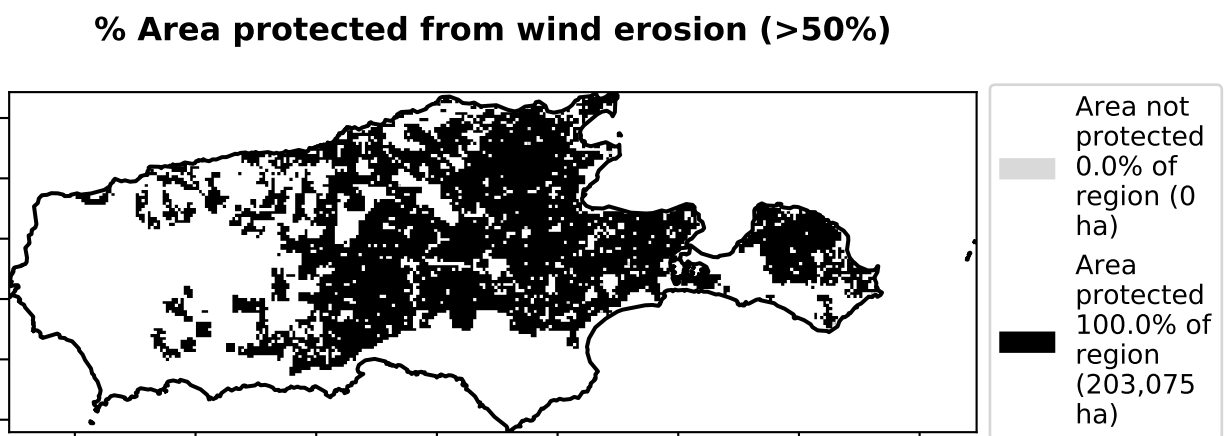 % Area protected from wind erosion (>50%)
Area not
protected
0.0% of
region (0
ha)
Area
protected
100.0% of
region
(203,075
ha)